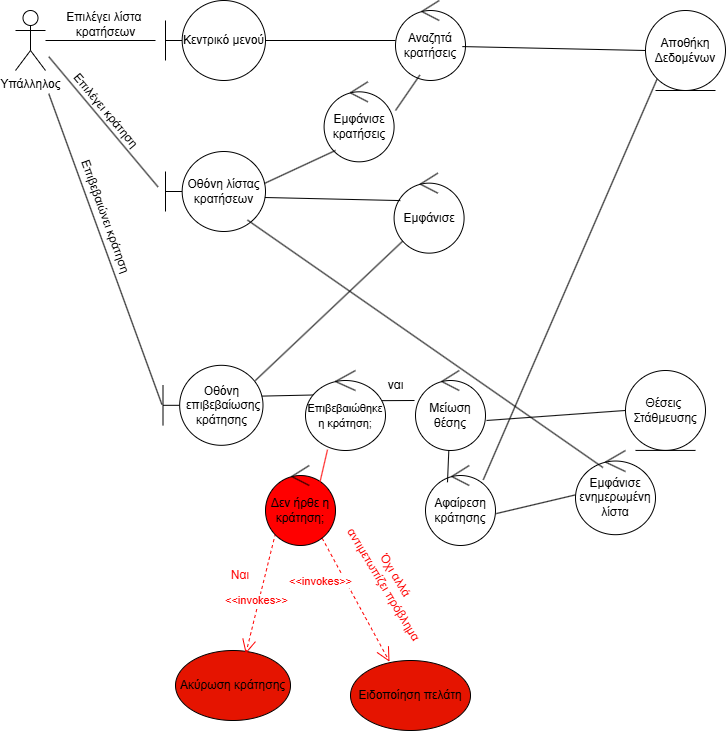 Επιλέγει λίστα
κρατήσεων
Υπάλληλος
Κεντρικό μενού
Αναζητά
κρατήσεις
Αποθήκη
Δεδομένων
Επιλέγει κράτηση
Εμφάνισε
κρατήσεις
Οθόνη λίστας
κρατήσεων
Εμφάνισε
Επιβεβαιώνει κράτηση
Οθόνη
επιβεβαίωσης
κράτησης
Επιβεβαιώθηκε
η κράτηση;
ναι
Μείωση
θέσης
Θέσεις
Στάθμευσης
Δεν ήρθε η
κράτηση;
Αφαίρεση
κράτησης
Εμφάνισε
ενημερωμένη
λίστα
Ναι
<<invokes>>
<<invokes>>
Όχι αλλά
αντιμετωπίζει πρόβλημα
Ακύρωση κράτησης
Ειδοποίηση πελάτη